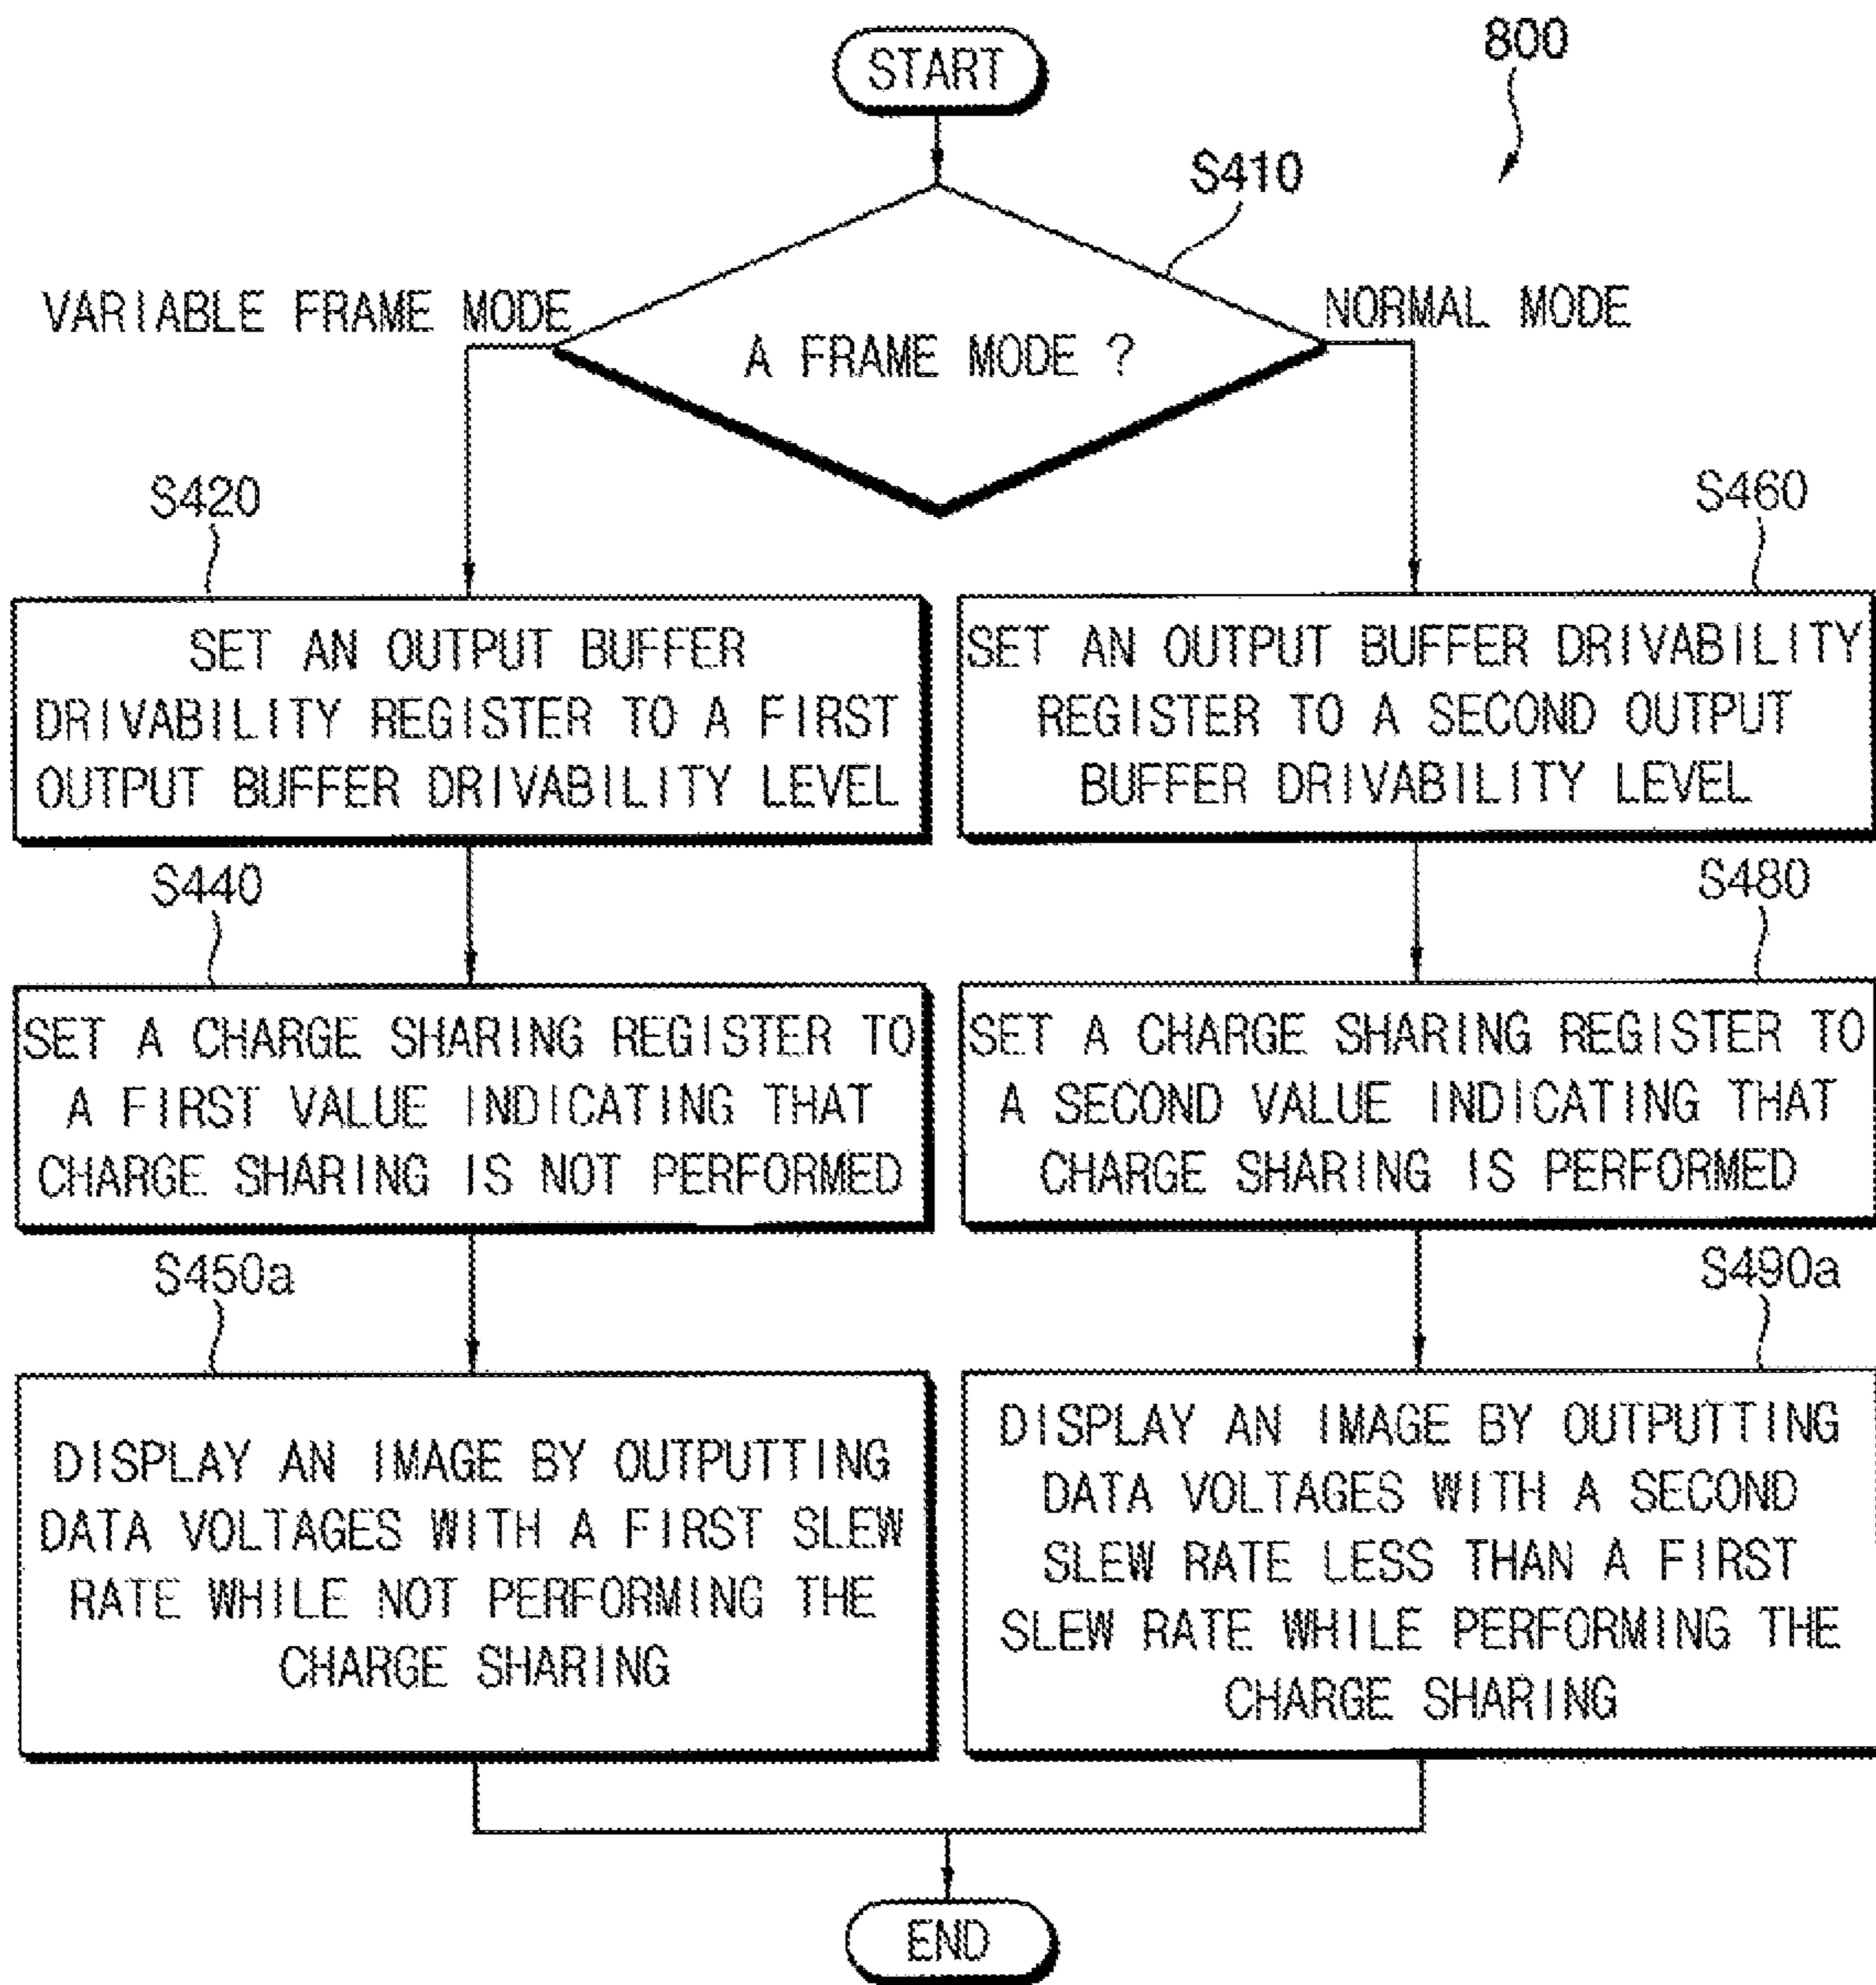 START
800
S410
VARIABLE FRAME MODE
NORMAL MODE
A FRAME MODE ?
S420
SET AN OUTPUT BUFFER
DRIVABILITY REGISTER TO A FIRST
OUTPUT BUFFER DRIVABILITY LEVEL
S460
SET AN OUTPUT BUFFER DRIVABILITY
REGISTER TO A SECOND OUTPUT
BUFFER DRIVABILITY LEVEL
S440
SET A CHARGE SHARING REGISTER TO
A FIRST VALUE INDICATING THAT
CHARGE SHARING IS NOT PERFORMED
S480
SET A CHARGE SHARING REGISTER TO
A SECOND VALUE INDICATING THAT
CHARGE SHARING IS PERFORMED
S450a
DISPLAY AN IMAGE BY OUTPUTTING
DATA VOLTAGES WITH A FIRST SLEW
RATE WHILE NOT PERFORMING THE
CHARGE SHARING
S490a
DISPLAY AN IMAGE BY OUTPUTTING
DATA VOLTAGES WITH A SECOND
SLEW RATE LESS THAN A FIRST
SLEW RATE WHILE PERFORMING THE
CHARGE SHARING
END